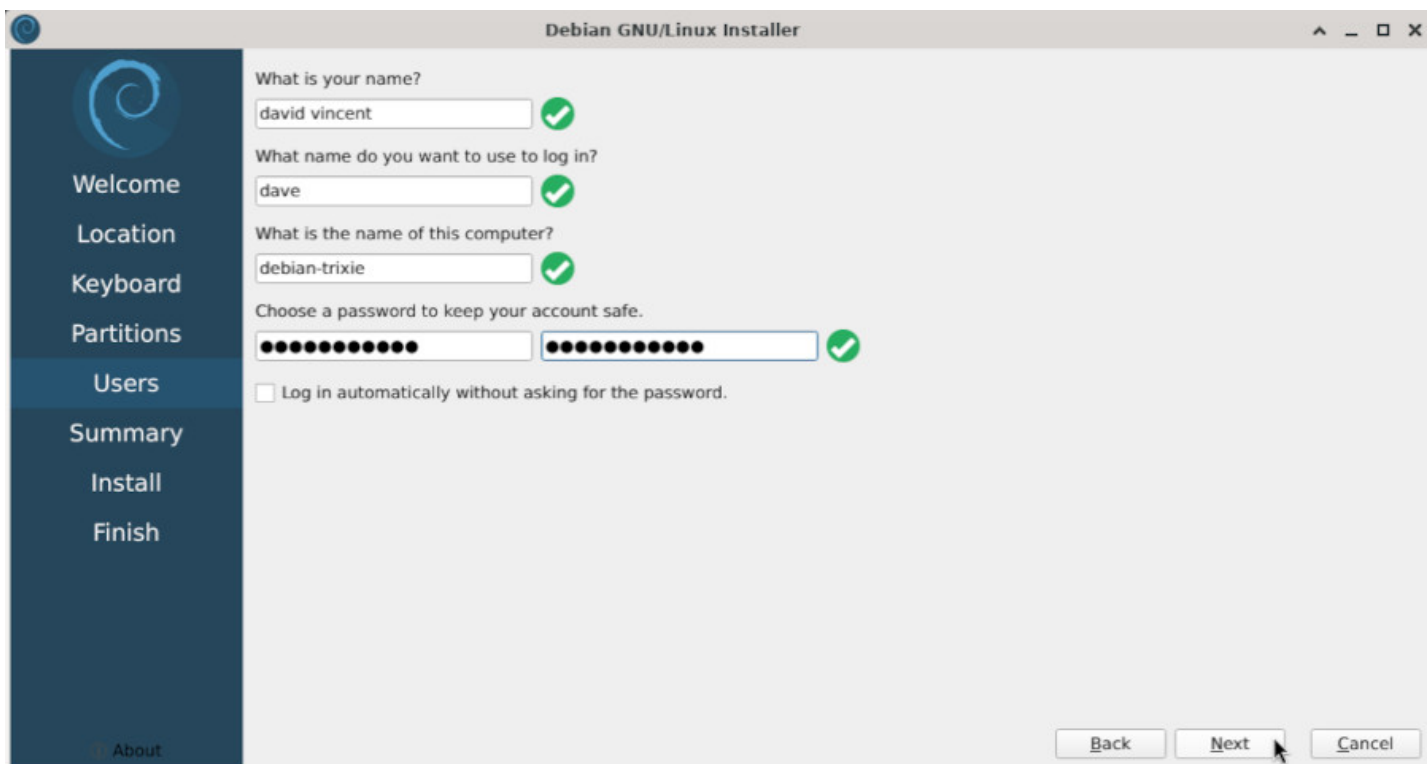 Debian GNU/Linux Installer
Welcome
Location
Keyboard
Partitions
Users
Summary
Install
Finish
About
What is your name?
david vincent
What name do you want to use to log in?
dave
What is the name of this computer?
debian-trixie
Choose a password to keep your account safe.
Log in automatically without asking for the password.
Back Next Cancel